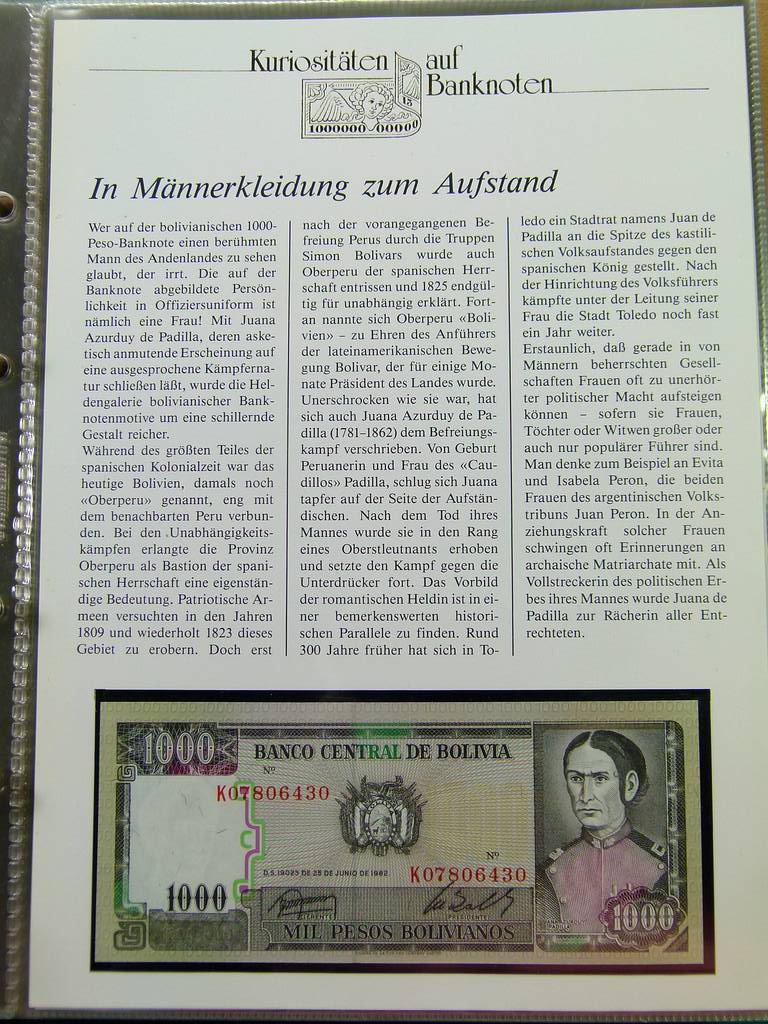 Kuriositäten auf
Banknoten
15
1000000 00000
In Männerkleidung zum Aufstand
Wer auf der bolivianischen 1000-
Peso-Banknote einen berühmten
Mann des Andenlandes zu sehen
glaubt, der irrt. Die auf der
Banknote abgebildete Persön-
lichkeit in Offiziersuniform ist
nämlich eine Frau! Mit Juana
Azurduy de Padilla, deren aske-
tisch anmutende Erscheinung auf
eine ausgesprochene Kämpferna-
tur schließen läßt, wurde die Hel-
dengalerie bolivianischer Bank-
notenmotive um eine schillernde
Gestalt reicher.
Während des größten Teiles der
spanischen Kolonialzeit war das
heutige Bolivien, damals noch
«Oberperu» genannt, eng mit
dem benachbarten Peru verbun-
den. Bei den Unabhängigkeits-
kämpfen erlangte die Provinz
Oberperu als Bastion der spani-
schen Herrschaft eine eigenstän-
dige Bedeutung. Patriotische Ar-
meen versuchten in den Jahren
1809 und wiederholt 1823 dieses
Gebiet zu erobern. Doch erst
nach der vorangegangenen Be-
freiung Perus durch die Truppen
Simon Bolivars wurde auch
Oberperu der spanischen Herr-
schaft entrissen und 1825 endgül-
tig für unabhängig erklärt. Fort-
an nannte sich Oberperu «Boli-
vien» – zu Ehren des Anführers
der lateinamerikanischen Bewe-
gung Bolivar, der für einige Mo-
nate Präsident des Landes wurde.
Unerschrocken wie sie war, hat
sich auch Juana Azurduy de Pa-
dilla (1781–1862) dem Befreiungs-
kampf verschrieben. Von Geburt
Peruanerin und Frau des «Cau-
dillos» Padilla, schlug sich Juana
tapfer auf der Seite der Aufstän-
dischen. Nach dem Tod ihres
Mannes wurde sie in den Rang
eines Oberstleutnants erhoben
und setzte den Kampf gegen die
Unterdrücker fort. Das Vorbild
der romantischen Heldin ist in ei-
ner bemerkenswerten histori-
schen Parallele zu finden. Rund
300 Jahre früher hat sich in To-
ledo ein Stadtrat namens Juan de
Padilla an die Spitze des kastili-
schen Volksaufstandes gegen den
spanischen König gestellt. Nach
der Hinrichtung des Volksführers
kämpfte unter der Leitung seiner
Frau die Stadt Toledo noch fast
ein Jahr weiter.
Erstaunlich, daß gerade in von
Männern beherrschten Gesell-
schaften Frauen oft zu unerhör-
ter politischer Macht aufsteigen
können – sofern sie Frauen,
Töchter oder Witwen großer oder
auch nur populärer Führer sind.
Man denke zum Beispiel an Evita
und Isabela Peron, die beiden
Frauen des argentinischen Volks-
tribuns Juan Peron. In der An-
ziehungskraft solcher Frauen
schwingen oft Erinnerungen an
archaische Matriarchate mit. Als
Vollstreckerin des politischen Er-
bes ihres Mannes wurde Juana de
Padilla zur Rächerin aller Ent-
rechteten.
1000
BANCO CENTRAL DE BOLIVIA
Nº
K07806430
Nº
K07806430
D.S. 19025 DE 25 DE JUNIO DE 1982
1000
GERENTE
PRESIDENTE
MIL PESOS BOLIVIANOS
1000